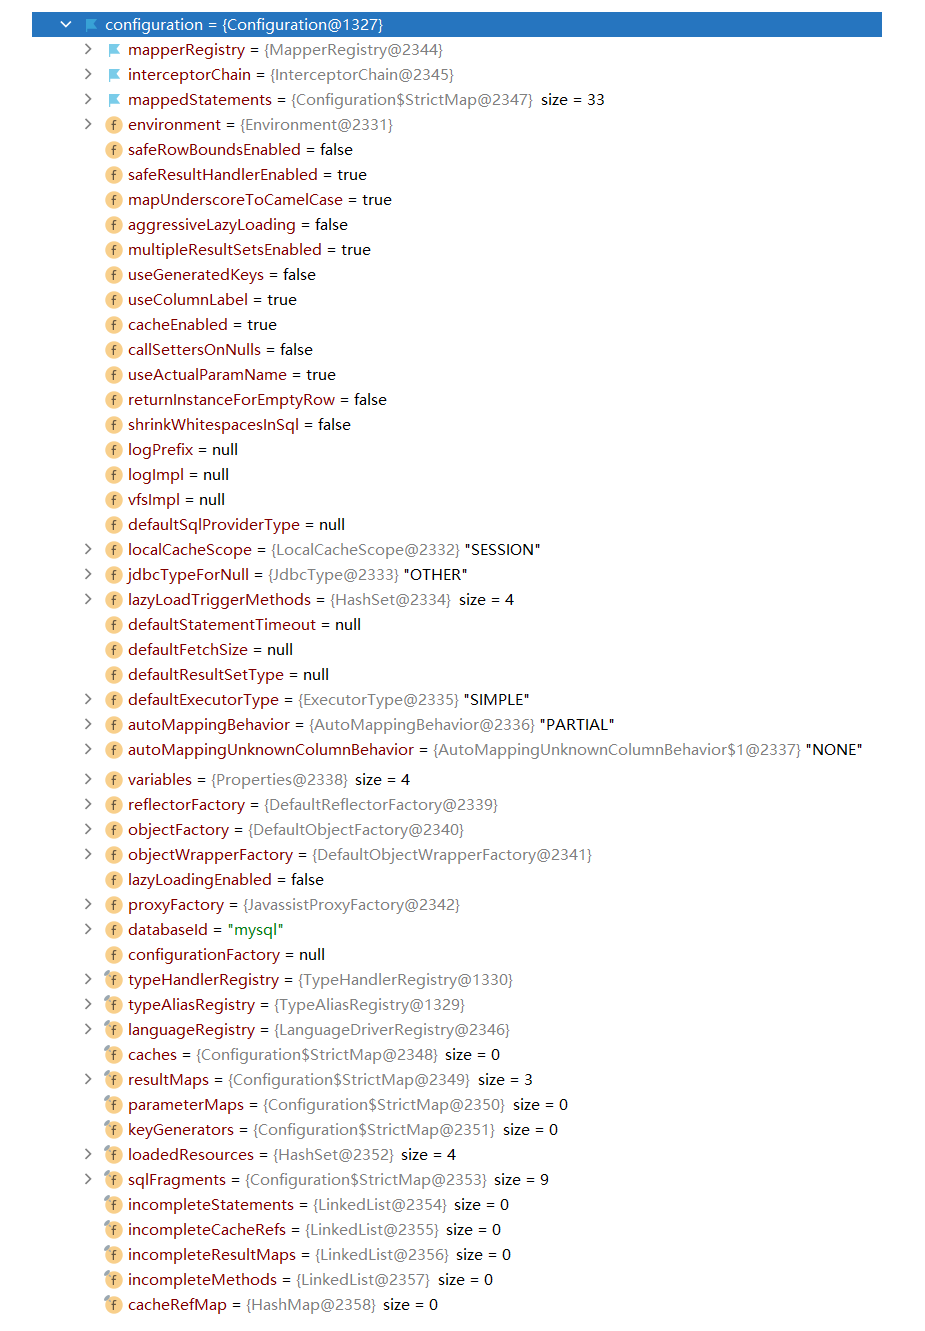 configuration = {Configuration@1327}
mapperRegistry = {MapperRegistry@2344}
interceptorChain = {InterceptorChain@2345}
mappedStatements = {Configuration$StrictMap@2347} size = 33
f environment = {Environment@2331}
f safeRowBoundsEnabled = false
f safeResultHandlerEnabled = true
f mapUnderscoreToCamelCase = true
f aggressiveLazyLoading = false
f multipleResultSetsEnabled = true
f useGeneratedKeys = false
f useColumnLabel = true
f cacheEnabled = true
f callSettersOnNulls = false
f useActualParamName = true
f returnInstanceForEmptyRow = false
f shrinkWhitespacesInSql = false
f logPrefix = null
f logImpl = null
f vfsImpl = null
f defaultSqlProviderType = null
f localCacheScope = {LocalCacheScope@2332} "SESSION"
f jdbcTypeForNull = {JdbcType@2333} "OTHER"
f lazyLoadTriggerMethods = {HashSet@2334} size = 4
f defaultStatementTimeout = null
f defaultFetchSize = null
f defaultResultSetType = null
f defaultExecutorType = {ExecutorType@2335} "SIMPLE"
f autoMappingBehavior = {AutoMappingBehavior@2336} "PARTIAL"
f autoMappingUnknownColumnBehavior = {AutoMappingUnknownColumnBehavior$1@2337} "NONE"
f variables = {Properties@2338} size = 4
f reflectorFactory = {DefaultReflectorFactory@2339}
f objectFactory = {DefaultObjectFactory@2340}
f objectWrapperFactory = {DefaultObjectWrapperFactory@2341}
f lazyLoadingEnabled = false
f proxyFactory = {JavassistProxyFactory@2342}
f databaseId = "mysql"
f configurationFactory = null
f typeHandlerRegistry = {TypeHandlerRegistry@1330}
f typeAliasRegistry = {TypeAliasRegistry@1329}
f languageRegistry = {LanguageDriverRegistry@2346}
f caches = {Configuration$StrictMap@2348} size = 0
f resultMaps = {Configuration$StrictMap@2349} size = 3
f parameterMaps = {Configuration$StrictMap@2350} size = 0
f keyGenerators = {Configuration$StrictMap@2351} size = 0
f loadedResources = {HashSet@2352} size = 4
f sqlFragments = {Configuration$StrictMap@2353} size = 9
f incompleteStatements = {LinkedList@2354} size = 0
f incompleteCacheRefs = {LinkedList@2355} size = 0
f incompleteResultMaps = {LinkedList@2356} size = 0
f incompleteMethods = {LinkedList@2357} size = 0
f cacheRefMap = {HashMap@2358} size = 0